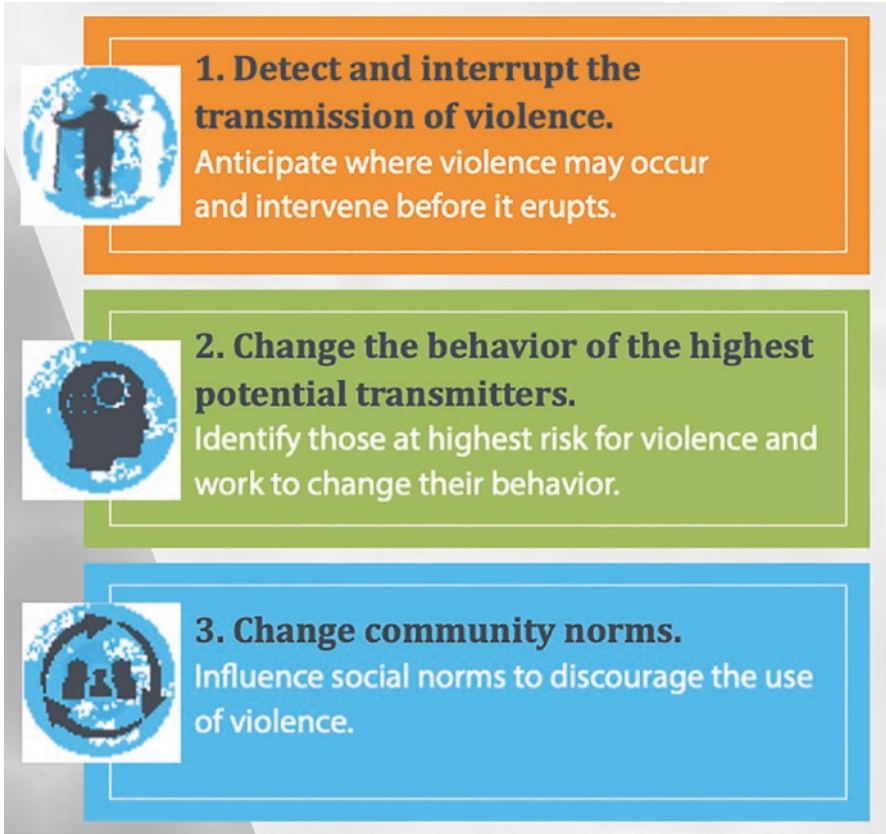 1. Detect and interrupt the
transmission of violence.
Anticipate where violence may occur
and intervene before it erupts.
2. Change the behavior of the highest
potential transmitters.
Identify those at highest risk for violence and
work to change their behavior.
3. Change community norms.
Influence social norms to discourage the use
of violence.